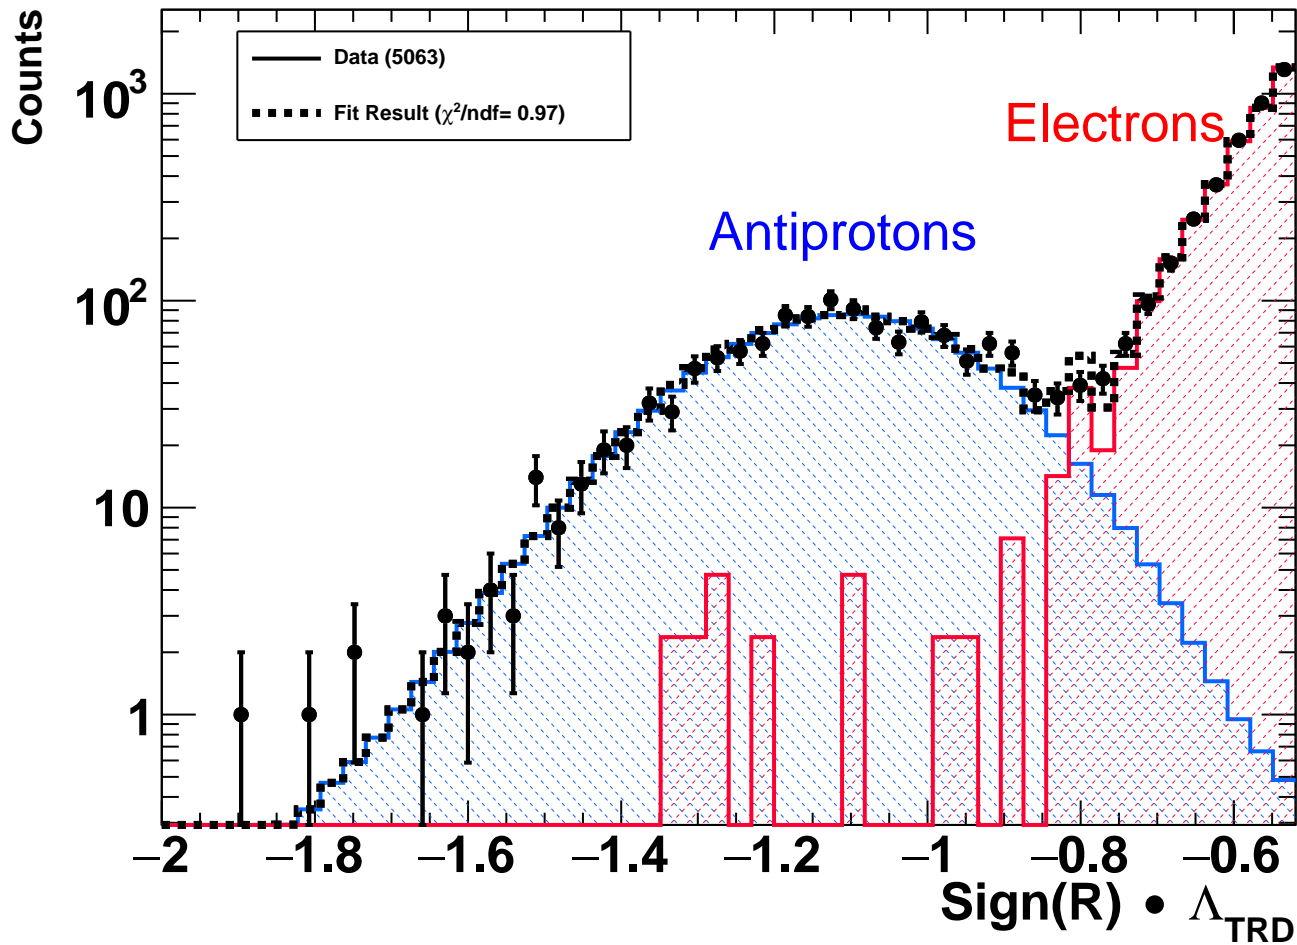 Counts
10³
10²
10
1
Data (5063)
Fit Result (χ²/ndf= 0.97)
Electrons
Antiprotons
−2 −1.8 −1.6 −1.4 −1.2 −1 −0.8 −0.6
Sign(R) • Λ_TRD